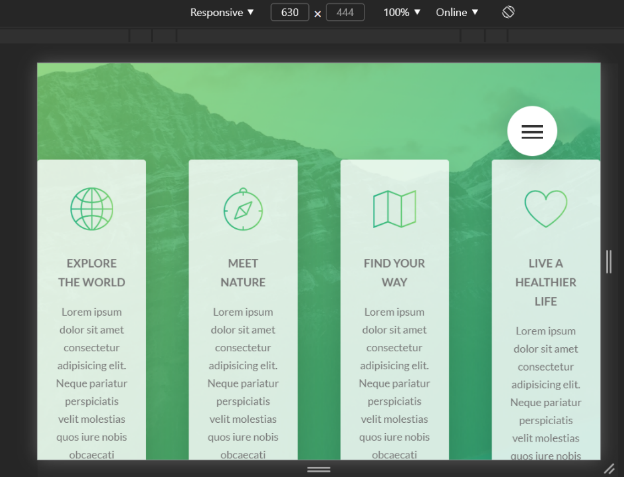 Responsive ▼ 630 × 444 100% ▼ Online ▼
EXPLORE
THE WORLD
Lorem ipsum
dolor sit amet
consectetur
adipisicing elit.
Neque pariatur
perspiciatis
velit molestias
quos iure nobis
obcaecati
MEET
NATURE
Lorem ipsum
dolor sit amet
consectetur
adipisicing elit.
Neque pariatur
perspiciatis
velit molestias
quos iure nobis
obcaecati
FIND YOUR
WAY
Lorem ipsum
dolor sit amet
consectetur
adipisicing elit.
Neque pariatur
perspiciatis
velit molestias
quos iure nobis
obcaecati
LIVE A
HEALTHIER
LIFE
Lorem ipsum
dolor sit amet
consectetur
adipisicing elit.
Neque pariatur
perspiciatis
velit molestias
quos iure nobis